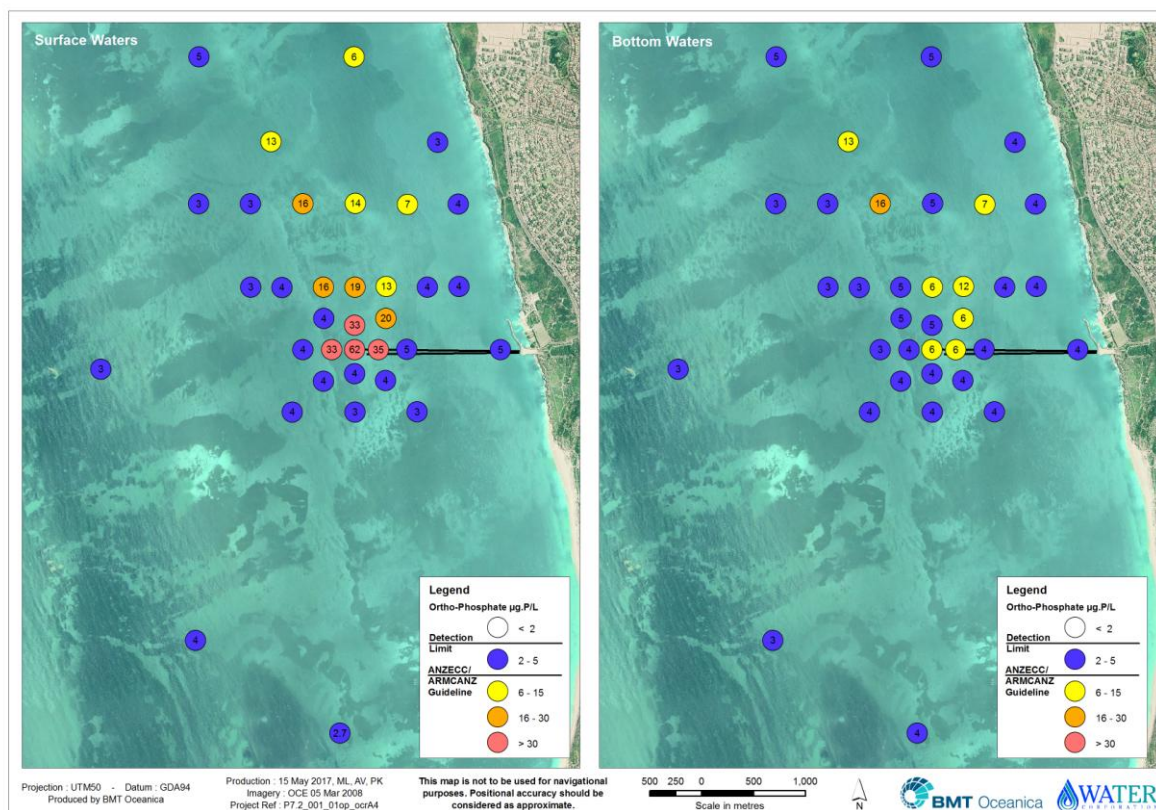 Surface Waters
5 6
13 3
3 3 16 14 7 4
3 4 16 19 13 4 4
4 33 20
4 33 62 35 5 5
3
4 4 4
4 3 3
4
2.7
Legend
Ortho-Phosphate µg.P/L
< 2
Detection
Limit
2 - 5
ANZECC/
ARMCANZ
Guideline
6 - 15
16 - 30
> 30
Bottom Waters
5 5
13 4
3 3 16 5 7 4
3 3 5 6 12 4 4
5 5 6
3 4 6 6 4 4
3
4 4 4
4 4 4
3
4
Legend
Ortho-Phosphate µg.P/L
< 2
Detection
Limit
2 - 5
ANZECC/
ARMCANZ
Guideline
6 - 15
16 - 30
> 30
Projection : UTM50 - Datum : GDA94
Produced by BMT Oceanica
Production : 15 May 2017, ML, AV, PK
Imagery : OCE 05 Mar 2008
Project Ref : P7.2_001_01op_ocrA4
This map is not to be used for navigational
purposes. Positional accuracy should be
considered as approximate.
500 250 0 500 1,000
Scale in metres
N
BMT Oceanica
WATER
CORPORATION